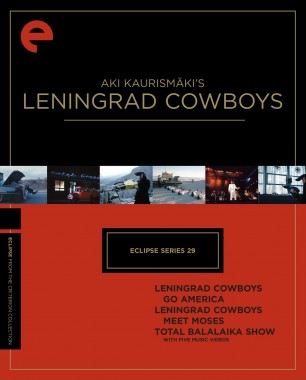 e
AKI KAURISMÄKI'S
LENINGRAD COWBOYS
ECLIPSE SERIES 29
LENINGRAD COWBOYS
GO AMERICA
LENINGRAD COWBOYS
MEET MOSES
TOTAL BALALAIKA SHOW
WITH FIVE MUSIC VIDEOS
ECLIPSE FROM THE CRITERION COLLECTION